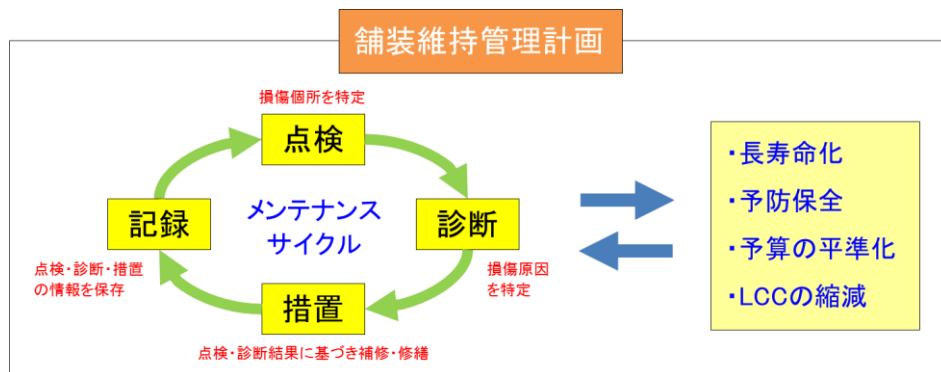 舗装維持管理計画
損傷個所を特定
点検
記録
メンテナンス
サイクル
診断
点検・診断・措置
の情報を保存
損傷原因
を特定
措置
点検・診断結果に基づき補修・修繕
・長寿命化
・予防保全
・予算の平準化
・LCCの縮減